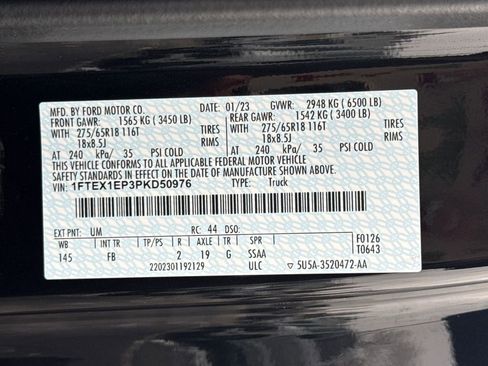 MFD. BY FORD MOTOR CO. DATE: 01/23 GVWR: 2948 KG ( 6500 LB)
FRONT GAWR: 1565 KG ( 3450 LB) REAR GAWR: 1542 KG ( 3400 LB)
WITH 275/65R18 116T TIRES WITH 275/65R18 116T TIRES
18x8.5J RIMS 18x8.5J RIMS
AT 240 kPa/ 35 PSI COLD AT 240 kPa/ 35 PSI COLD
THIS VEHICLE CONFORMS TO ALL APPLICABLE FEDERAL MOTOR VEHICLE
SAFETY STANDARDS IN EFFECT ON THE DATE OF MANUFACTURE SHOWN ABOVE.
VIN: 1FTEX1EP3PKD50976 TYPE: Truck
EXT PNT: UM RC: 44 DSO: F0126
WB INT TR TP/PS R AXLE TR SPR T0643
145 FB 2 19 G SSAA
2202301192129 ULC 5U5A-3520472-AA